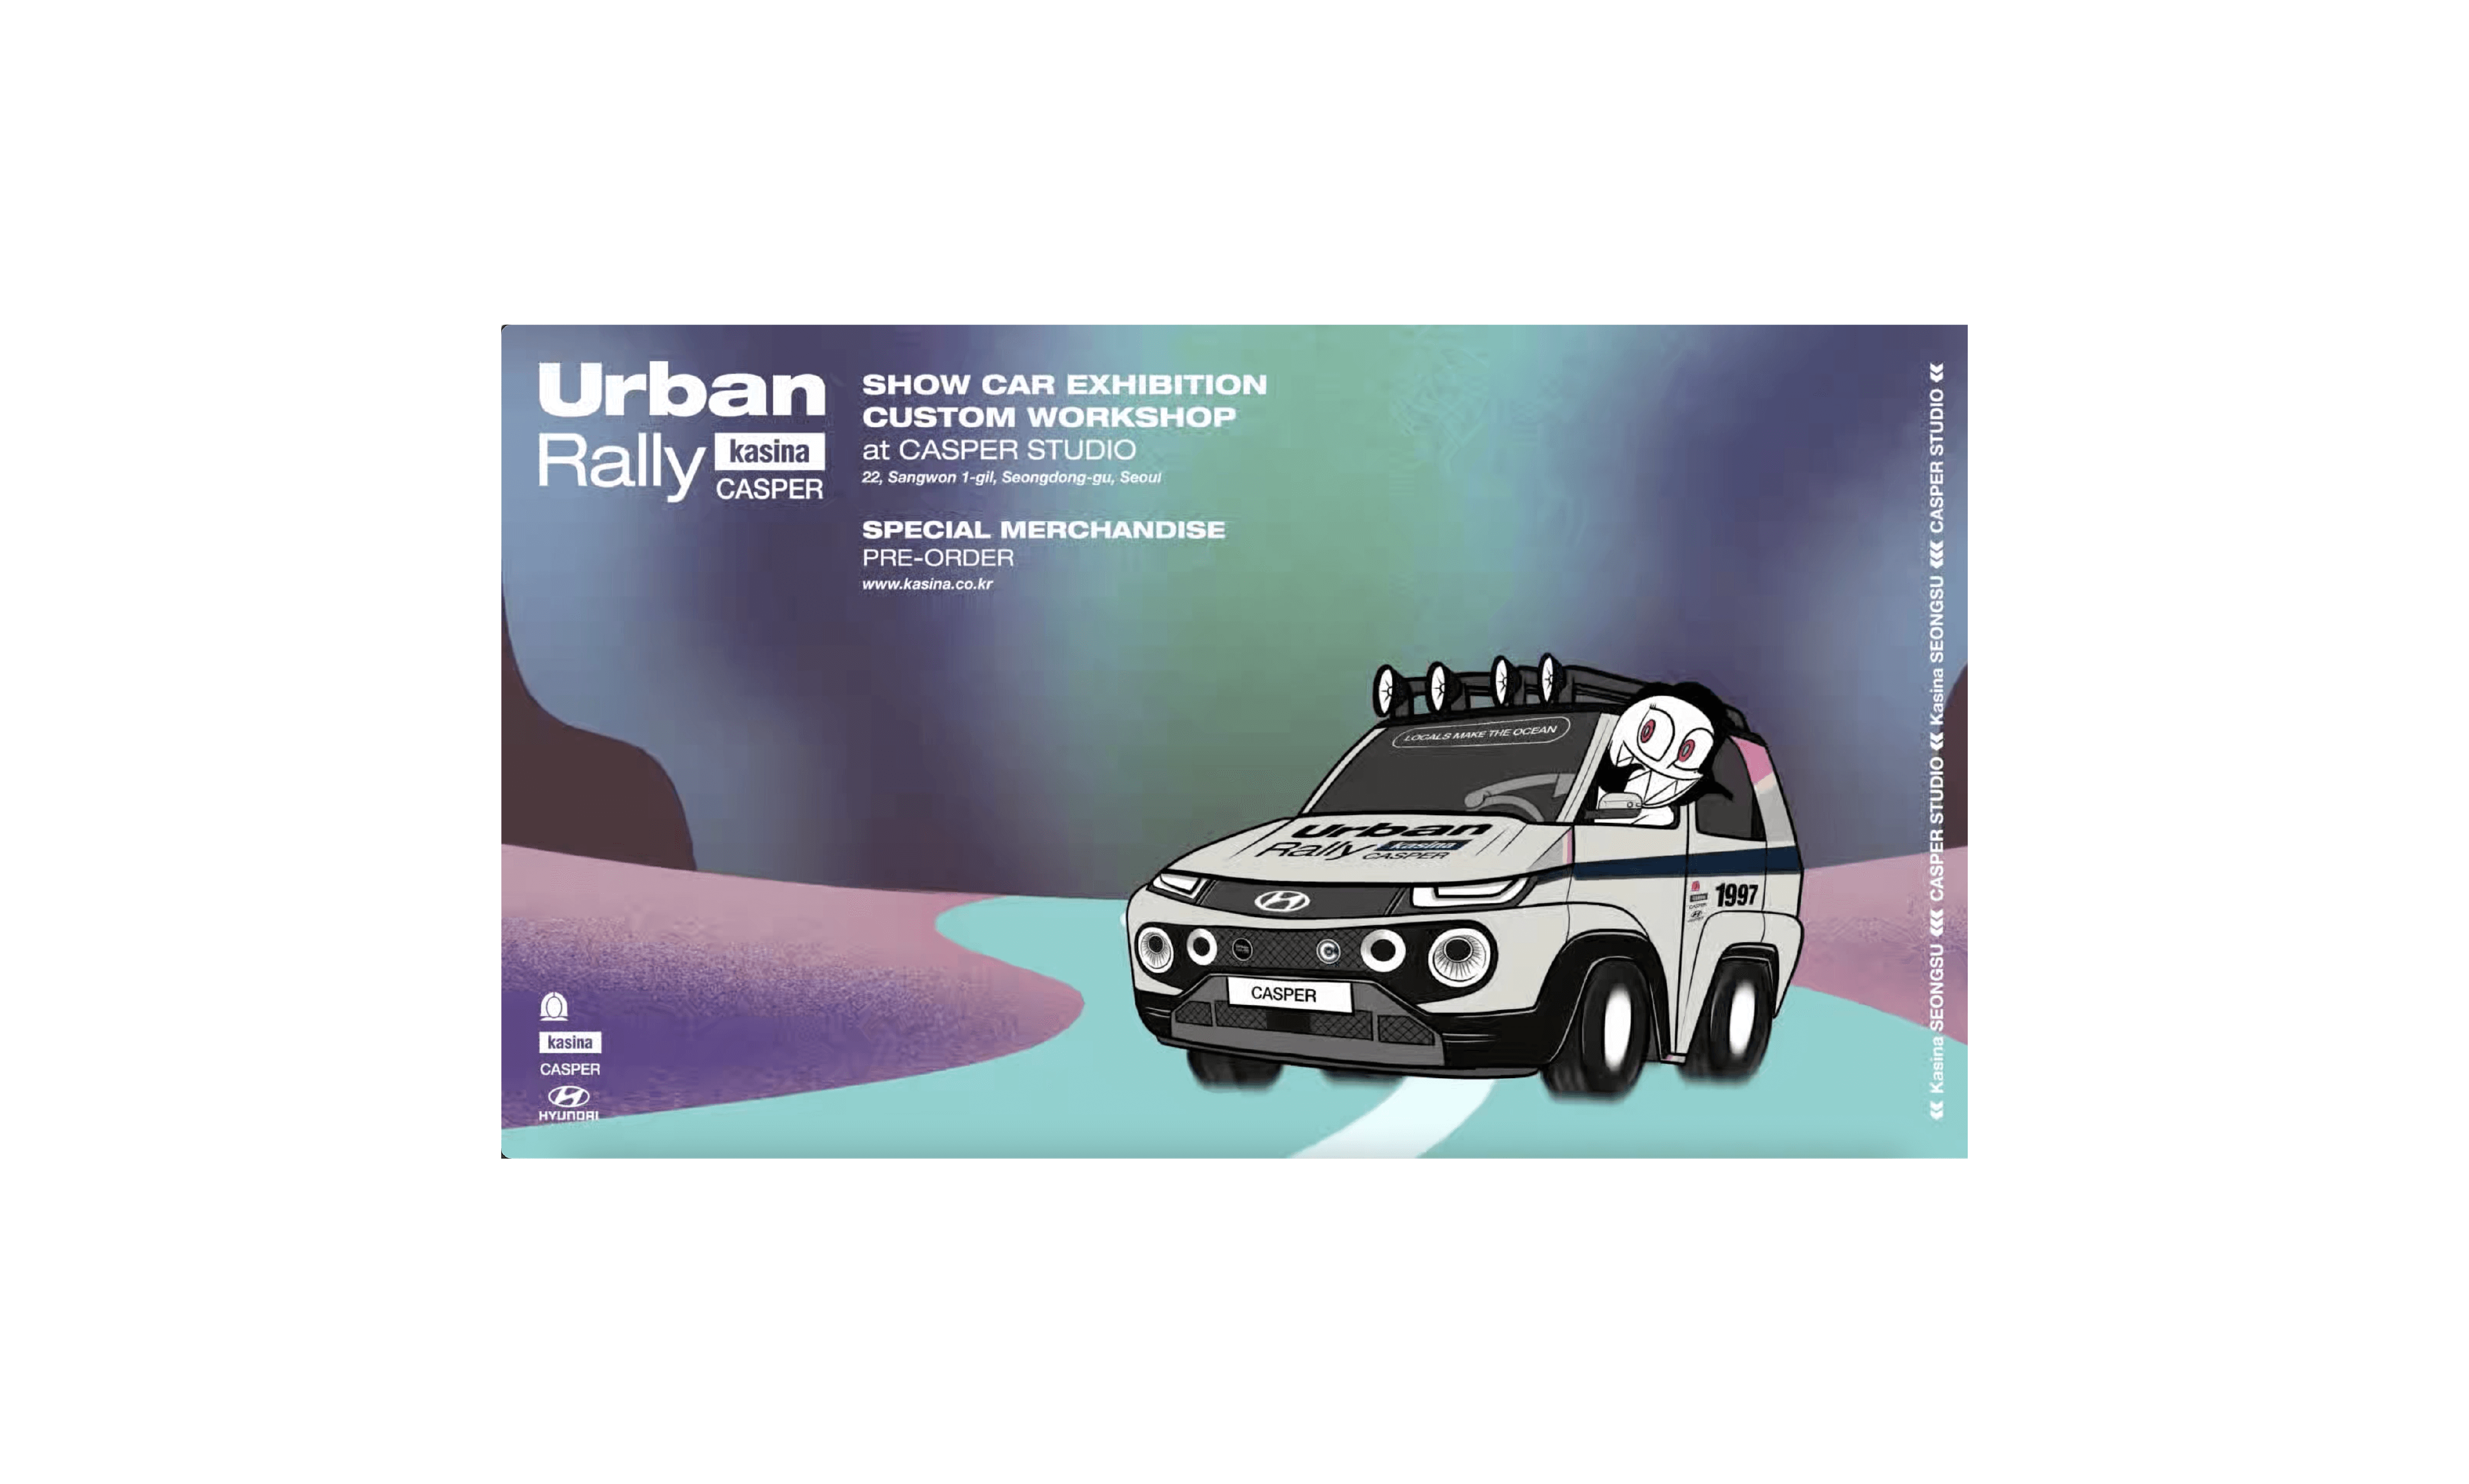 Urban
Rally kasina
CASPER
SHOW CAR EXHIBITION
CUSTOM WORKSHOP
at CASPER STUDIO
22, Sangwon 1-gil, Seongdong-gu, Seoul
SPECIAL MERCHANDISE
PRE-ORDER
www.kasina.co.kr
LOCALS MAKE THE OCEAN
Urban
Rally kasina
CASPER
1997
CASPER
kasina
CASPER
HYUNDAI
« Kasina SEONGSU ««« CASPER STUDIO « Kasina SEONGSU ««« CASPER STUDIO «